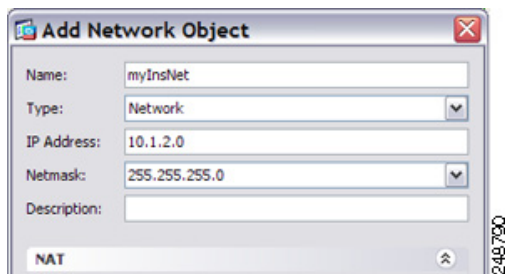 Add Network Object
Name: myInsNet
Type: Network
IP Address: 10.1.2.0
Netmask: 255.255.255.0
Description:
NAT
248790